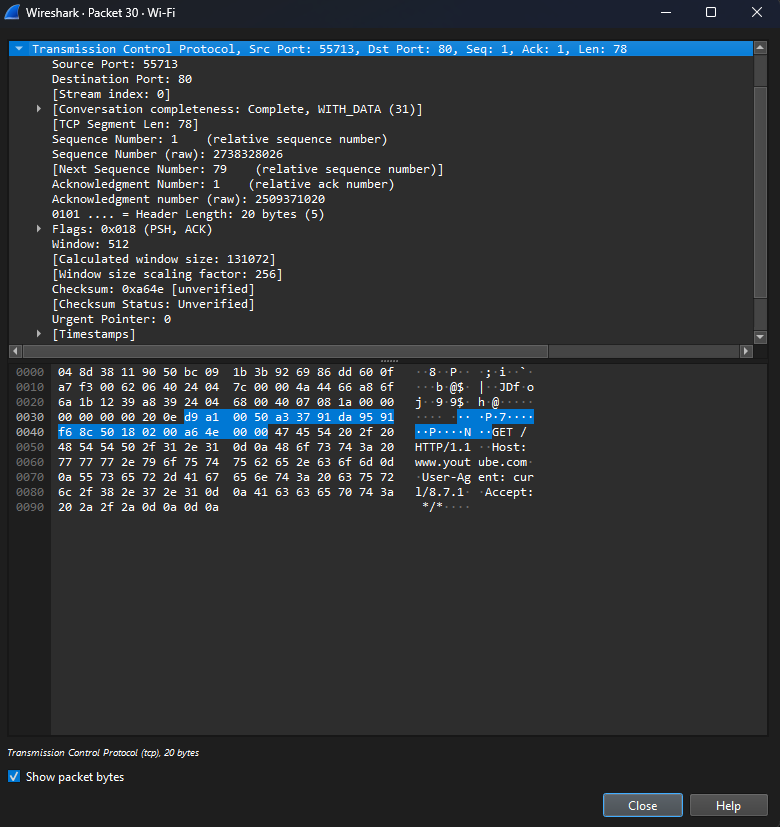 Wireshark · Packet 30 · Wi-Fi
Transmission Control Protocol, Src Port: 55713, Dst Port: 80, Seq: 1, Ack: 1, Len: 78
Source Port: 55713
Destination Port: 80
[Stream index: 0]
[Conversation completeness: Complete, WITH_DATA (31)]
[TCP Segment Len: 78]
Sequence Number: 1    (relative sequence number)
Sequence Number (raw): 2738328026
[Next Sequence Number: 79    (relative sequence number)]
Acknowledgment Number: 1    (relative ack number)
Acknowledgment number (raw): 2509371020
0101 .... = Header Length: 20 bytes (5)
Flags: 0x018 (PSH, ACK)
Window: 512
[Calculated window size: 131072]
[Window size scaling factor: 256]
Checksum: 0xa64e [unverified]
[Checksum Status: Unverified]
Urgent Pointer: 0
[Timestamps]
0000 04 8d 38 11 90 50 bc 09 1b 3b 92 69 86 dd 60 0f ··8··P···;·i··`·
0010 a7 f3 00 62 06 40 24 04 7c 00 00 4a 44 66 a8 6f ···b·@$·|··JDf·o
0020 6a 1b 12 39 a8 39 24 04 68 00 40 07 08 1a 00 00 j··9·9$·h·@·····
0030 00 00 00 00 20 0e d9 a1 00 50 a3 37 91 da 95 91 ···· ····P·7····
0040 f6 8c 50 18 02 00 a6 4e 00 00 47 45 54 20 2f 20 ··P····N··GET / 
0050 48 54 54 50 2f 31 2e 31 0d 0a 48 6f 73 74 3a 20 HTTP/1.1··Host: 
0060 77 77 77 2e 79 6f 75 74 75 62 65 2e 63 6f 6d 0d www.youtube.com·
0070 0a 55 73 65 72 2d 41 67 65 6e 74 3a 20 63 75 72 ·User-Agent: cur
0080 6c 2f 38 2e 37 2e 31 0d 0a 41 63 63 65 70 74 3a l/8.7.1··Accept:
0090 20 2a 2f 2a 0d 0a 0d 0a  */*····
Transmission Control Protocol (tcp), 20 bytes
Show packet bytes
Close
Help